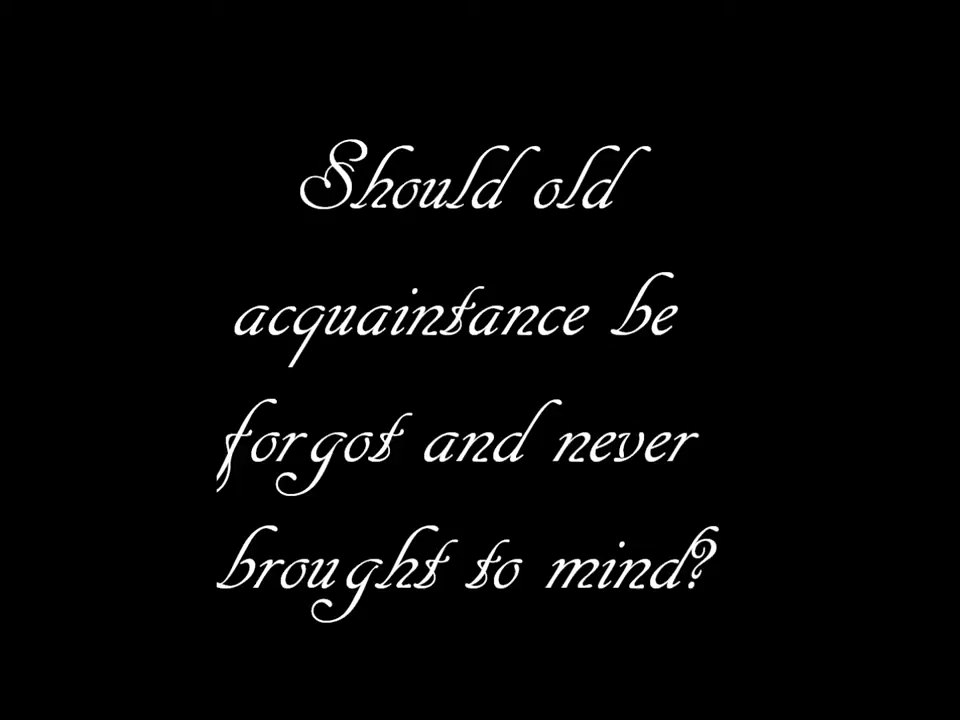 Should old
acquaintance be
forgot and never
brought to mind?